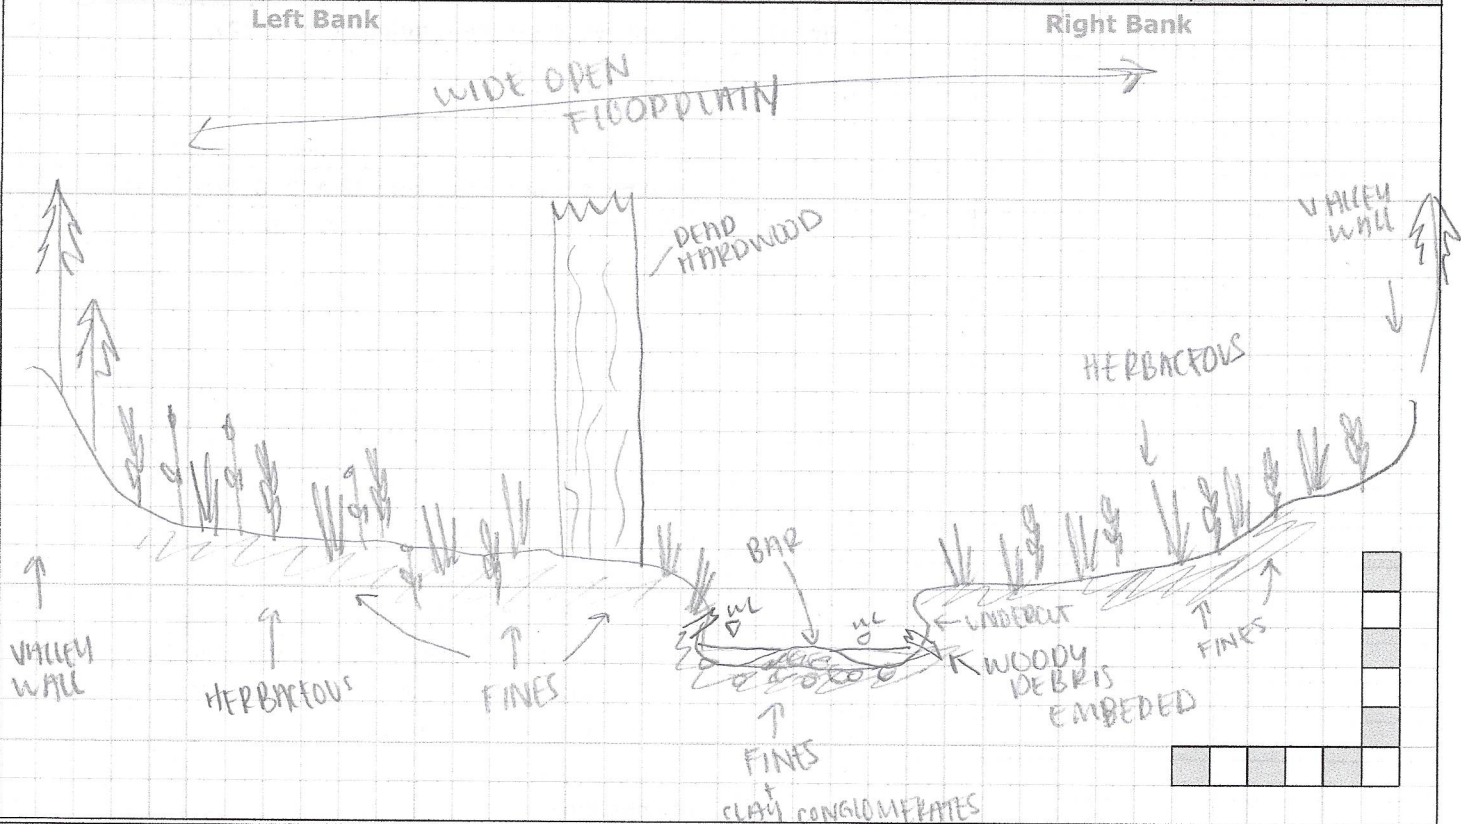 Left Bank
Right Bank
WIDE OPEN
FLOODPLAIN
DEAD
HARDWOOD
VALLEY
WALL
HERBACEOUS
BAR
WL
WL
UNDERCUT
WOODY
DEBRIS
EMBEDED
FINES
VALLEY
WALL
HERBACEOUS
FINES
FINES
+
CLAY CONGLOMERATES